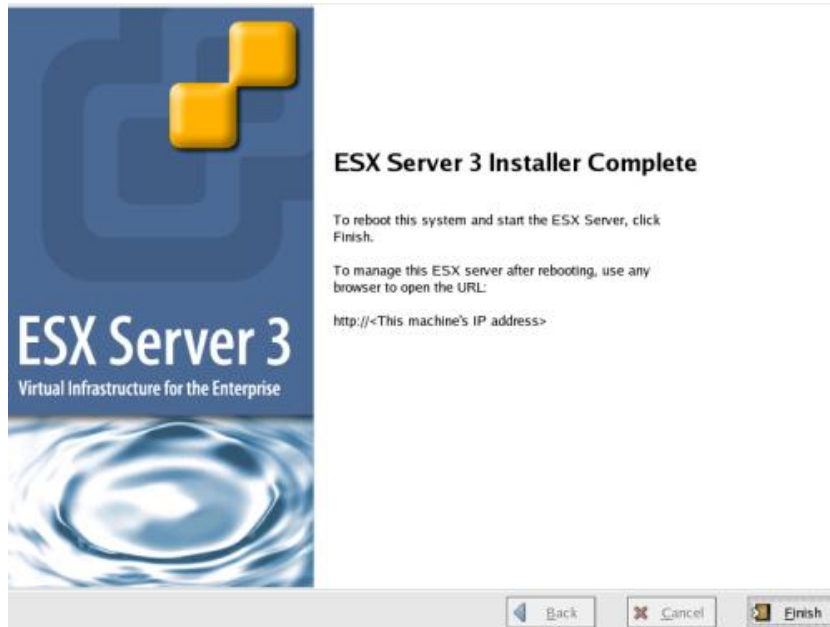 ESX Server 3
Virtual Infrastructure for the Enterprise
ESX Server 3 Installer Complete
To reboot this system and start the ESX Server, click
Finish.
To manage this ESX server after rebooting, use any
browser to open the URL:
http://<This machine's IP address>
Back
Cancel
Finish